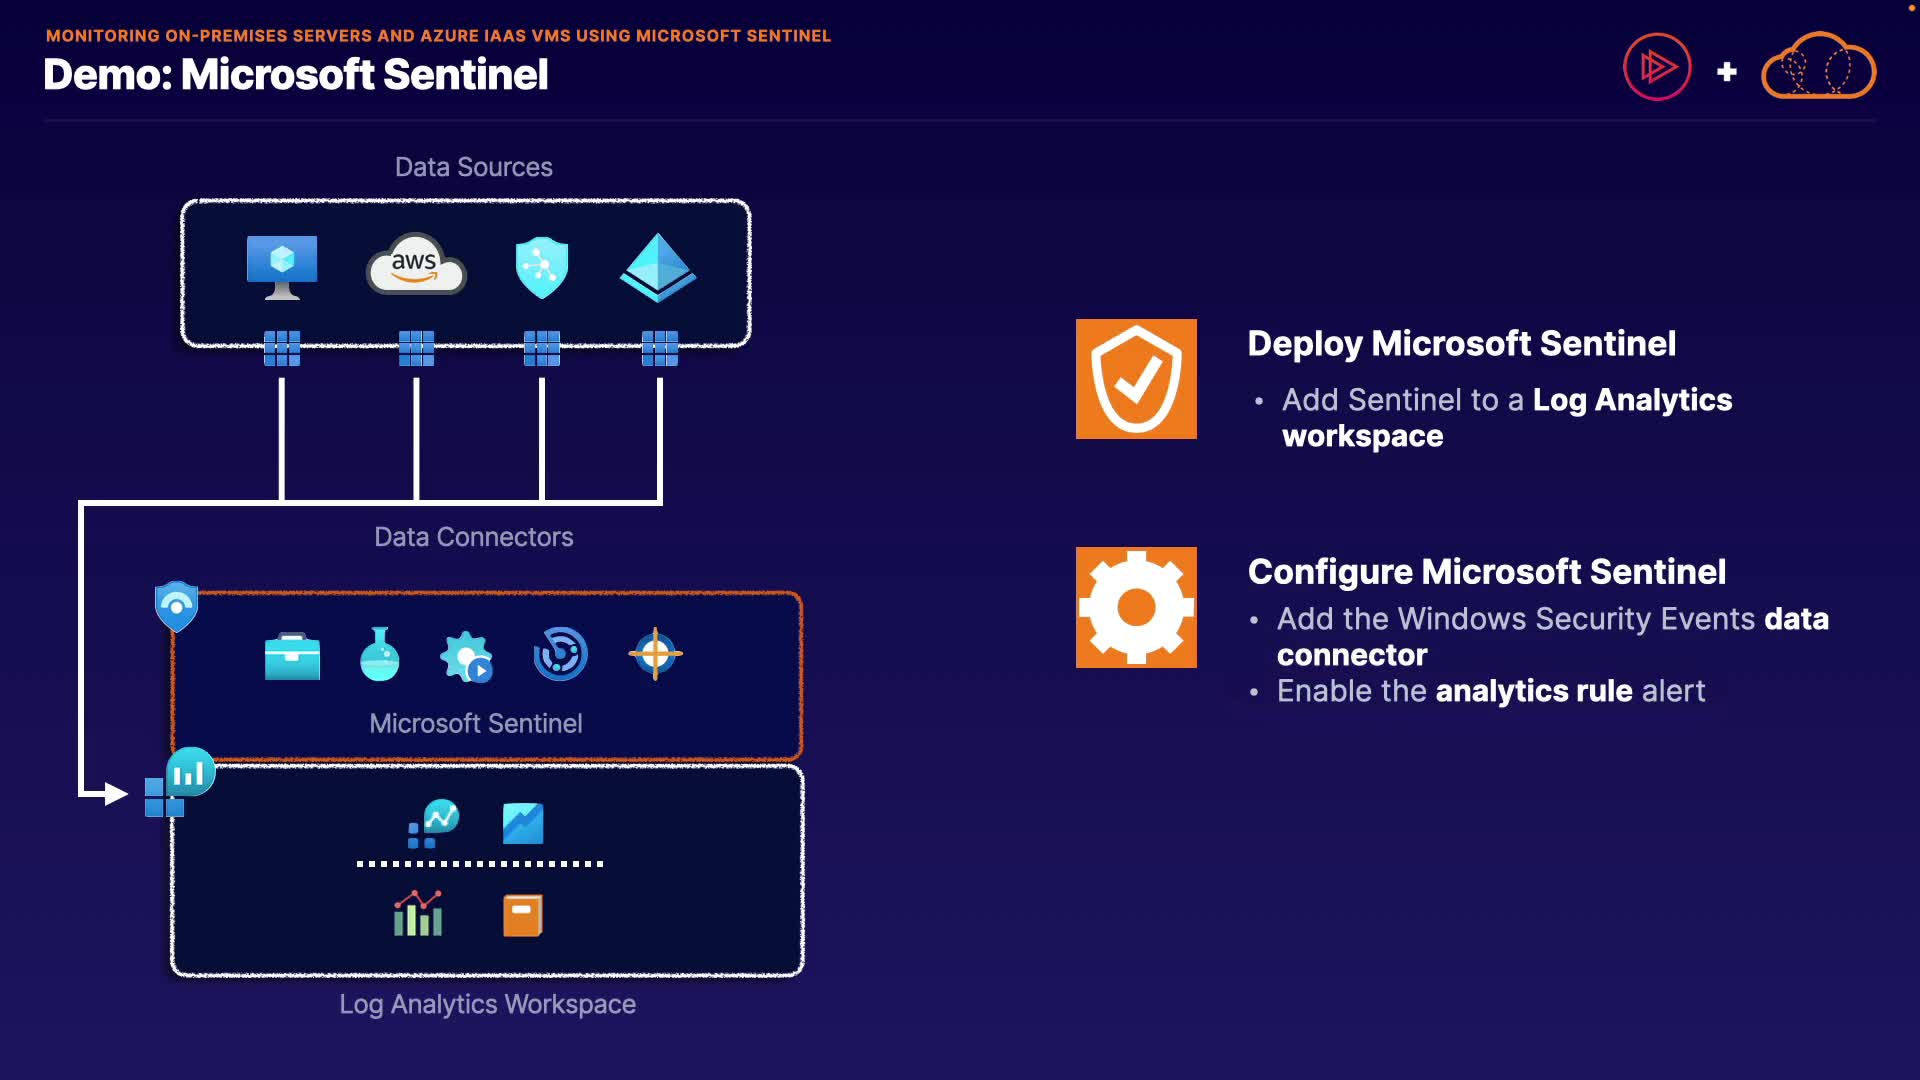 MONITORING ON-PREMISES SERVERS AND AZURE IAAS VMS USING MICROSOFT SENTINEL
Demo: Microsoft Sentinel
+
Data Sources
aws
Data Connectors
Microsoft Sentinel
Log Analytics Workspace
Deploy Microsoft Sentinel
• Add Sentinel to a Log Analytics
workspace
Configure Microsoft Sentinel
• Add the Windows Security Events data
connector
• Enable the analytics rule alert